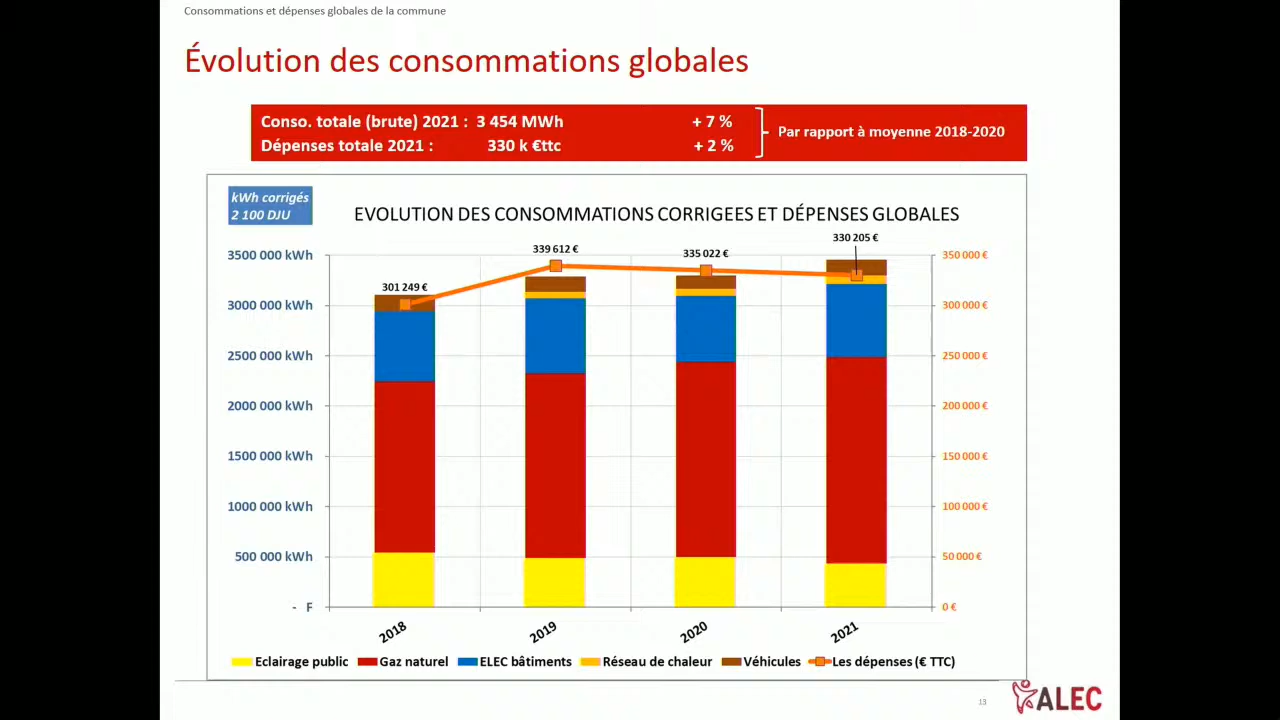 Consommations et dépenses globales de la commune
Évolution des consommations globales
Conso. totale (brute) 2021 : 3 454 MWh + 7 %
Dépenses totale 2021 : 330 k €ttc + 2 %
Par rapport à moyenne 2018-2020
kWh corrigés
2 100 DJU
EVOLUTION DES CONSOMMATIONS CORRIGEES ET DÉPENSES GLOBALES
330 205 €
339 612 €
335 022 €
301 249 €
3500 000 kWh
3000 000 kWh
2500 000 kWh
2000 000 kWh
1500 000 kWh
1000 000 kWh
500 000 kWh
- F
350 000 €
300 000 €
250 000 €
200 000 €
150 000 €
100 000 €
50 000 €
0 €
2018
2019
2020
2021
Eclairage public
Gaz naturel
ELEC bâtiments
Réseau de chaleur
Véhicules
Les dépenses (€ TTC)
13
ALEC